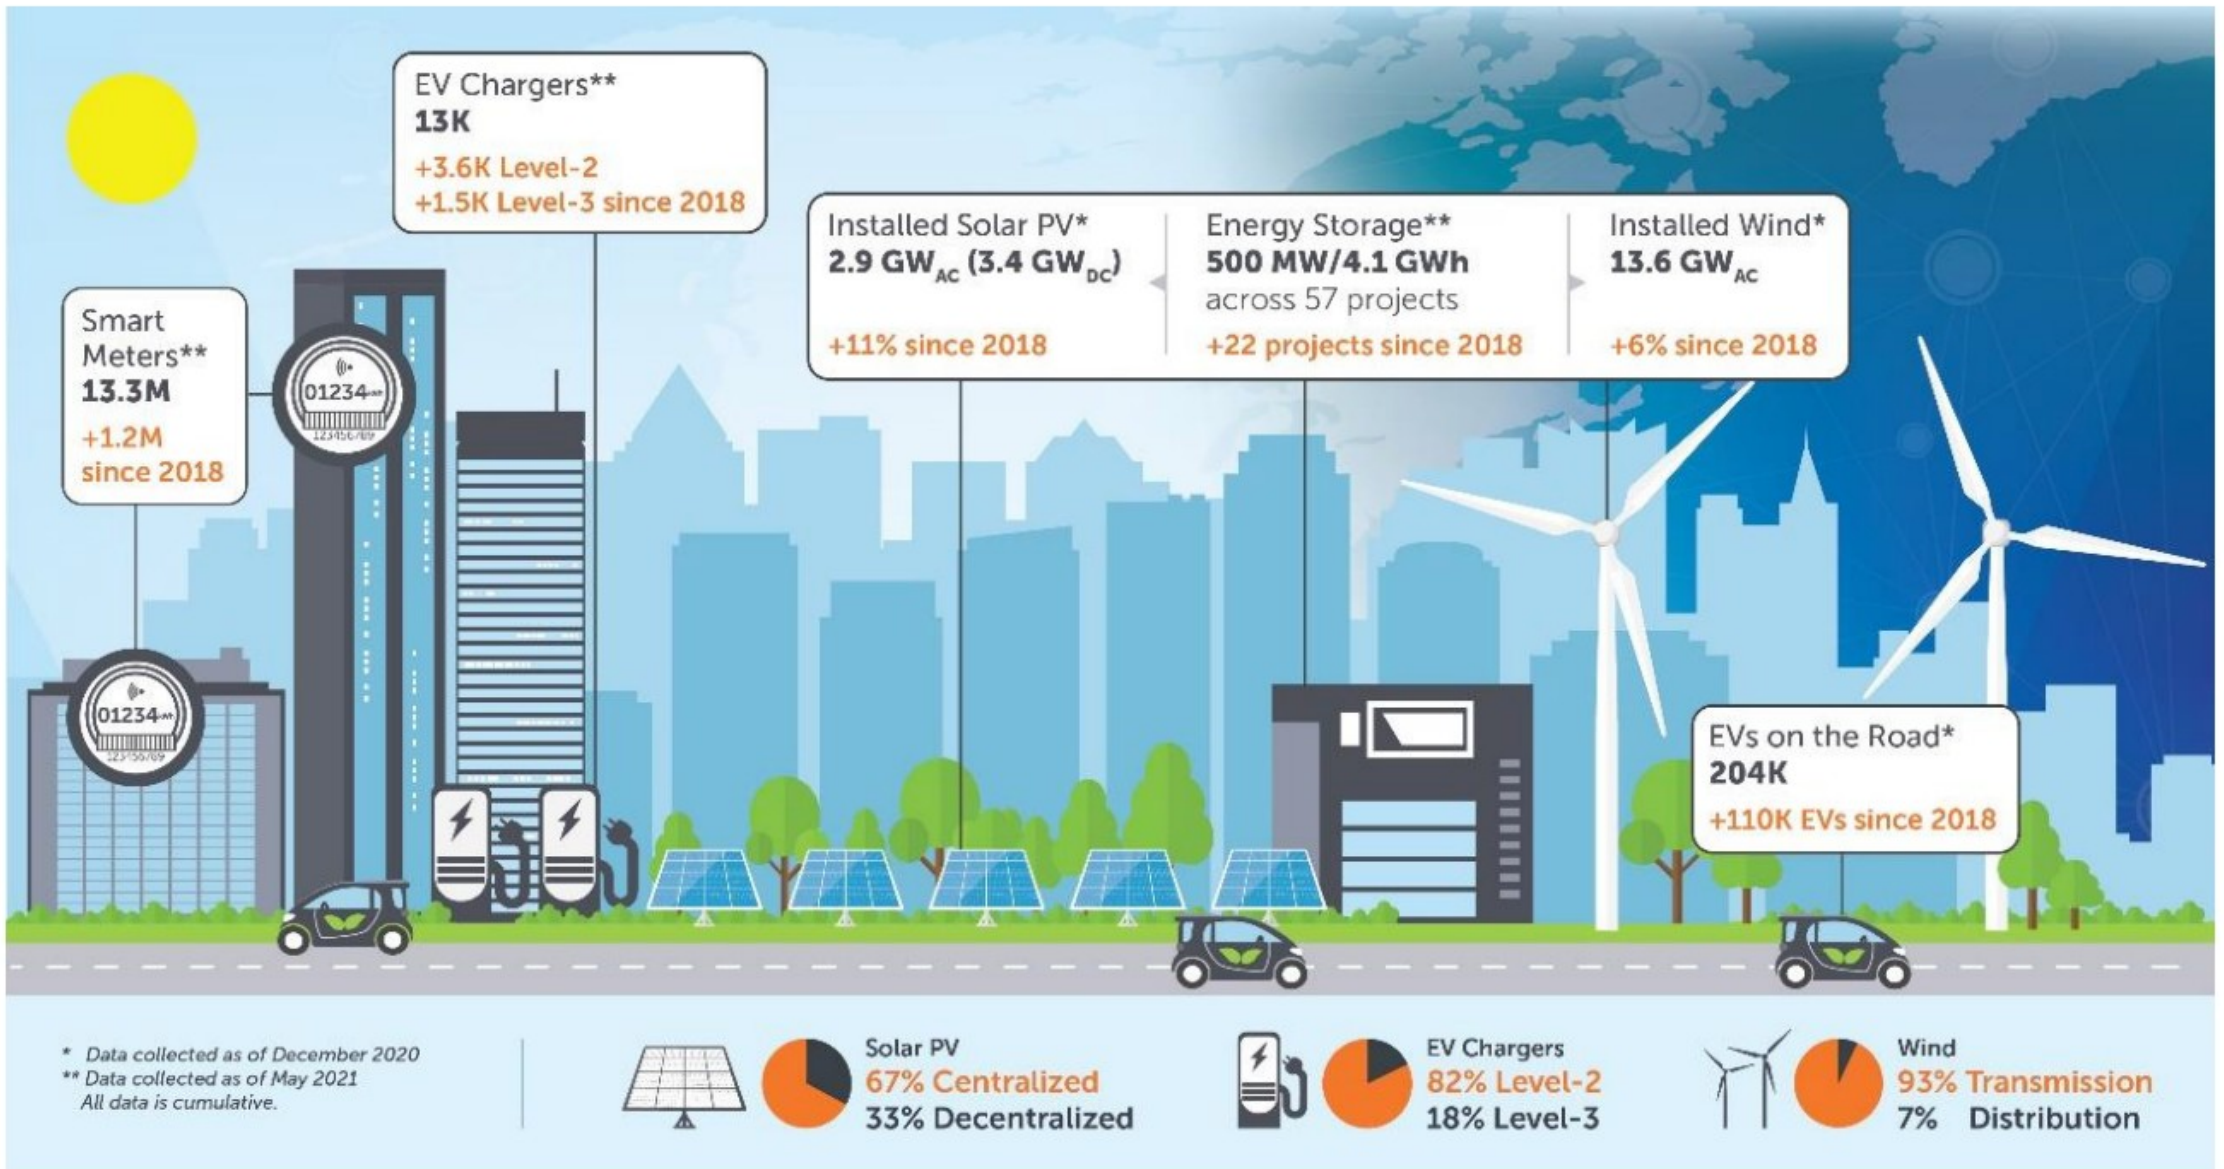 EV Chargers**
13K
+3.6K Level-2
+1.5K Level-3 since 2018
Smart
Meters**
13.3M
+1.2M
since 2018
01234
123456789
01234
123456789
Installed Solar PV*
2.9 GWAC (3.4 GWDC)
+11% since 2018
Energy Storage**
500 MW/4.1 GWh
across 57 projects
+22 projects since 2018
Installed Wind*
13.6 GWAC
+6% since 2018
EVs on the Road*
204K
+110K EVs since 2018
* Data collected as of December 2020
** Data collected as of May 2021
All data is cumulative.
Solar PV
67% Centralized
33% Decentralized
EV Chargers
82% Level-2
18% Level-3
Wind
93% Transmission
7% Distribution